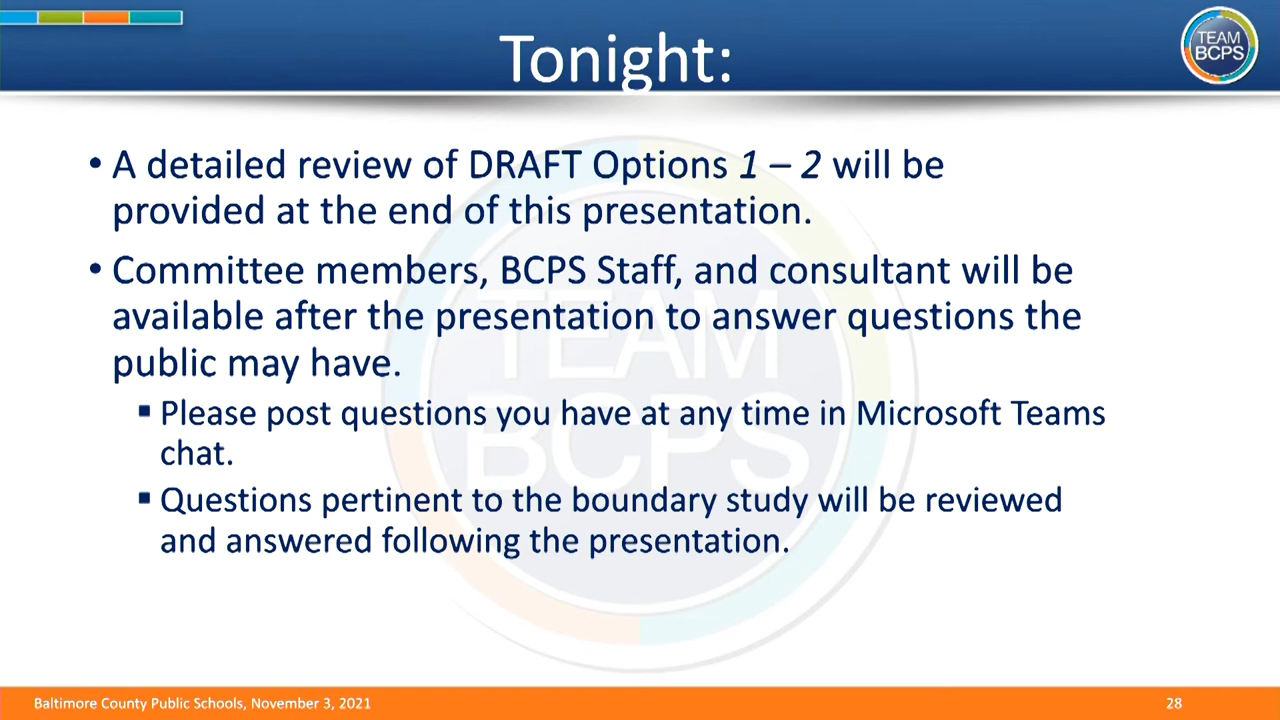 Tonight:
TEAM
BCPS
• A detailed review of DRAFT Options 1 – 2 will be
provided at the end of this presentation.
• Committee members, BCPS Staff, and consultant will be
available after the presentation to answer questions the
public may have.
▪ Please post questions you have at any time in Microsoft Teams
chat.
▪ Questions pertinent to the boundary study will be reviewed
and answered following the presentation.
TEAM
BCPS
Baltimore County Public Schools, November 3, 2021
28